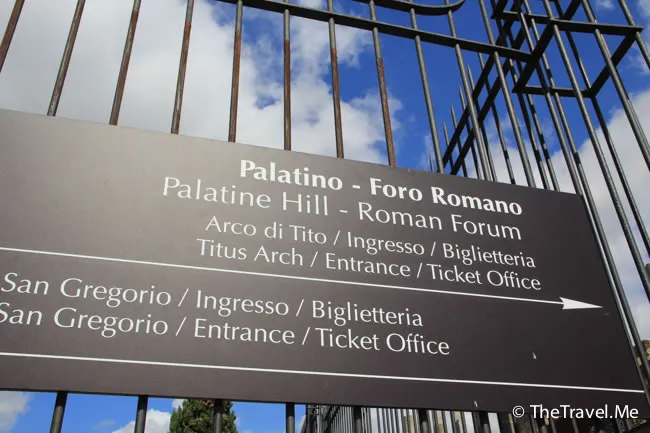 Palatino - Foro Romano
Palatine Hill - Roman Forum
Arco di Tito / Ingresso / Biglietteria
Titus Arch / Entrance / Ticket Office
San Gregorio / Ingresso / Biglietteria
San Gregorio / Entrance / Ticket Office
© TheTravel.Me